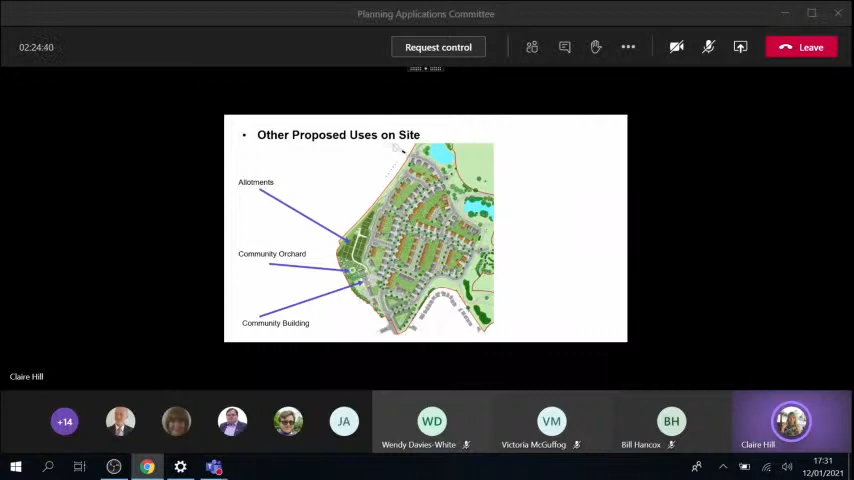 Planning Applications Committee
02:24:40
Request control
Leave
• Other Proposed Uses on Site
Allotments
Community Orchard
Community Building
Claire Hill
+14
JA
WD
VM
BH
Wendy Davies-White
Victoria McGuffog
Bill Hancox
Claire Hill
17:31
12/01/2021